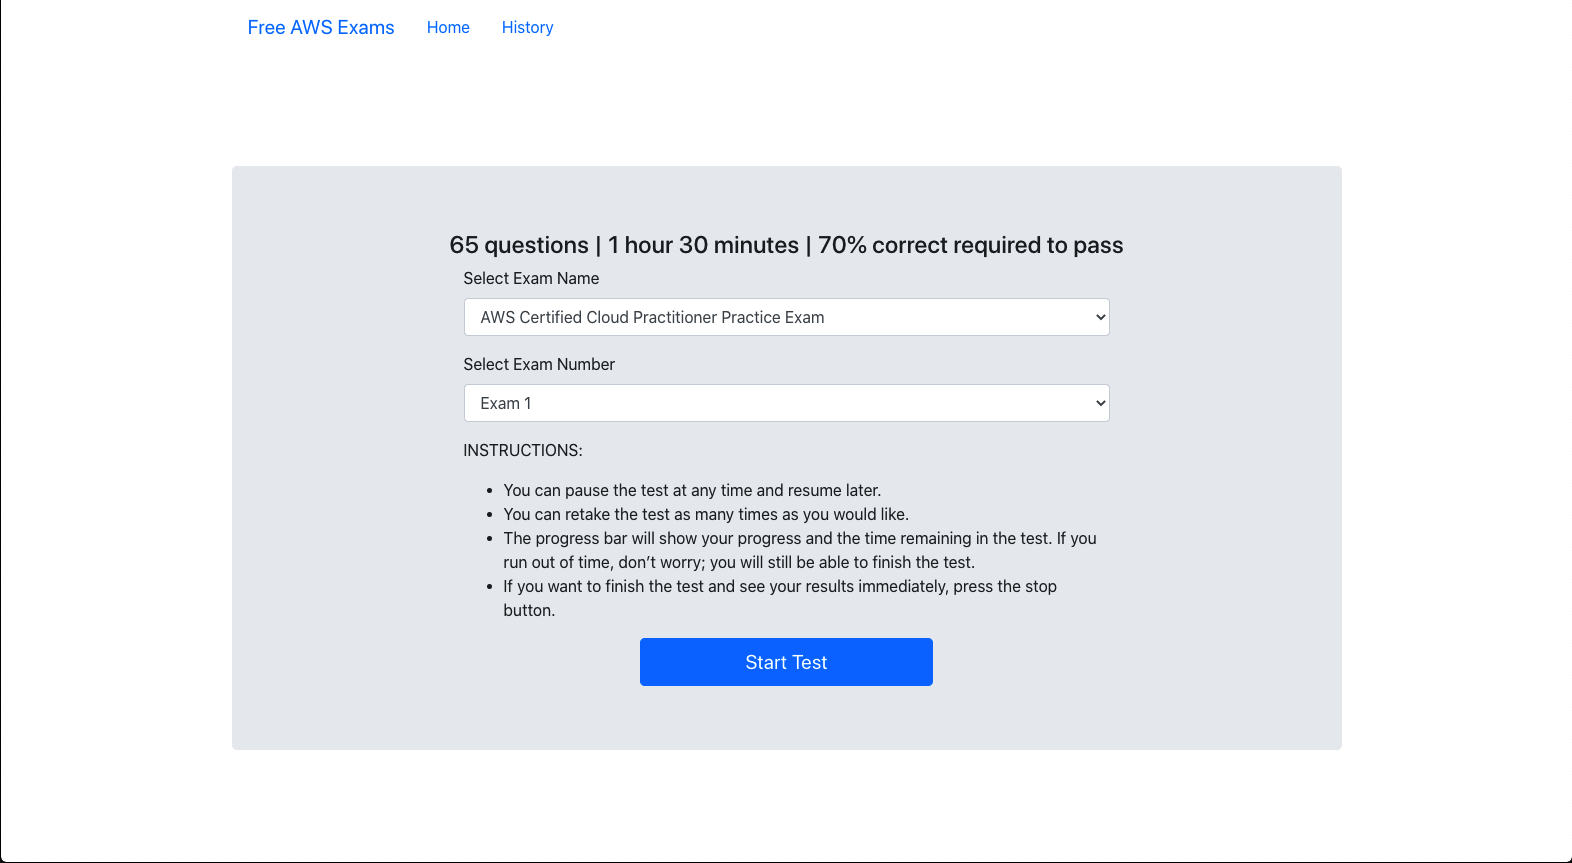 Free AWS Exams Home History
65 questions | 1 hour 30 minutes | 70% correct required to pass
Select Exam Name
AWS Certified Cloud Practitioner Practice Exam
Select Exam Number
Exam 1
INSTRUCTIONS:
• You can pause the test at any time and resume later.
• You can retake the test as many times as you would like.
• The progress bar will show your progress and the time remaining in the test. If you
run out of time, don’t worry; you will still be able to finish the test.
• If you want to finish the test and see your results immediately, press the stop
button.
Start Test